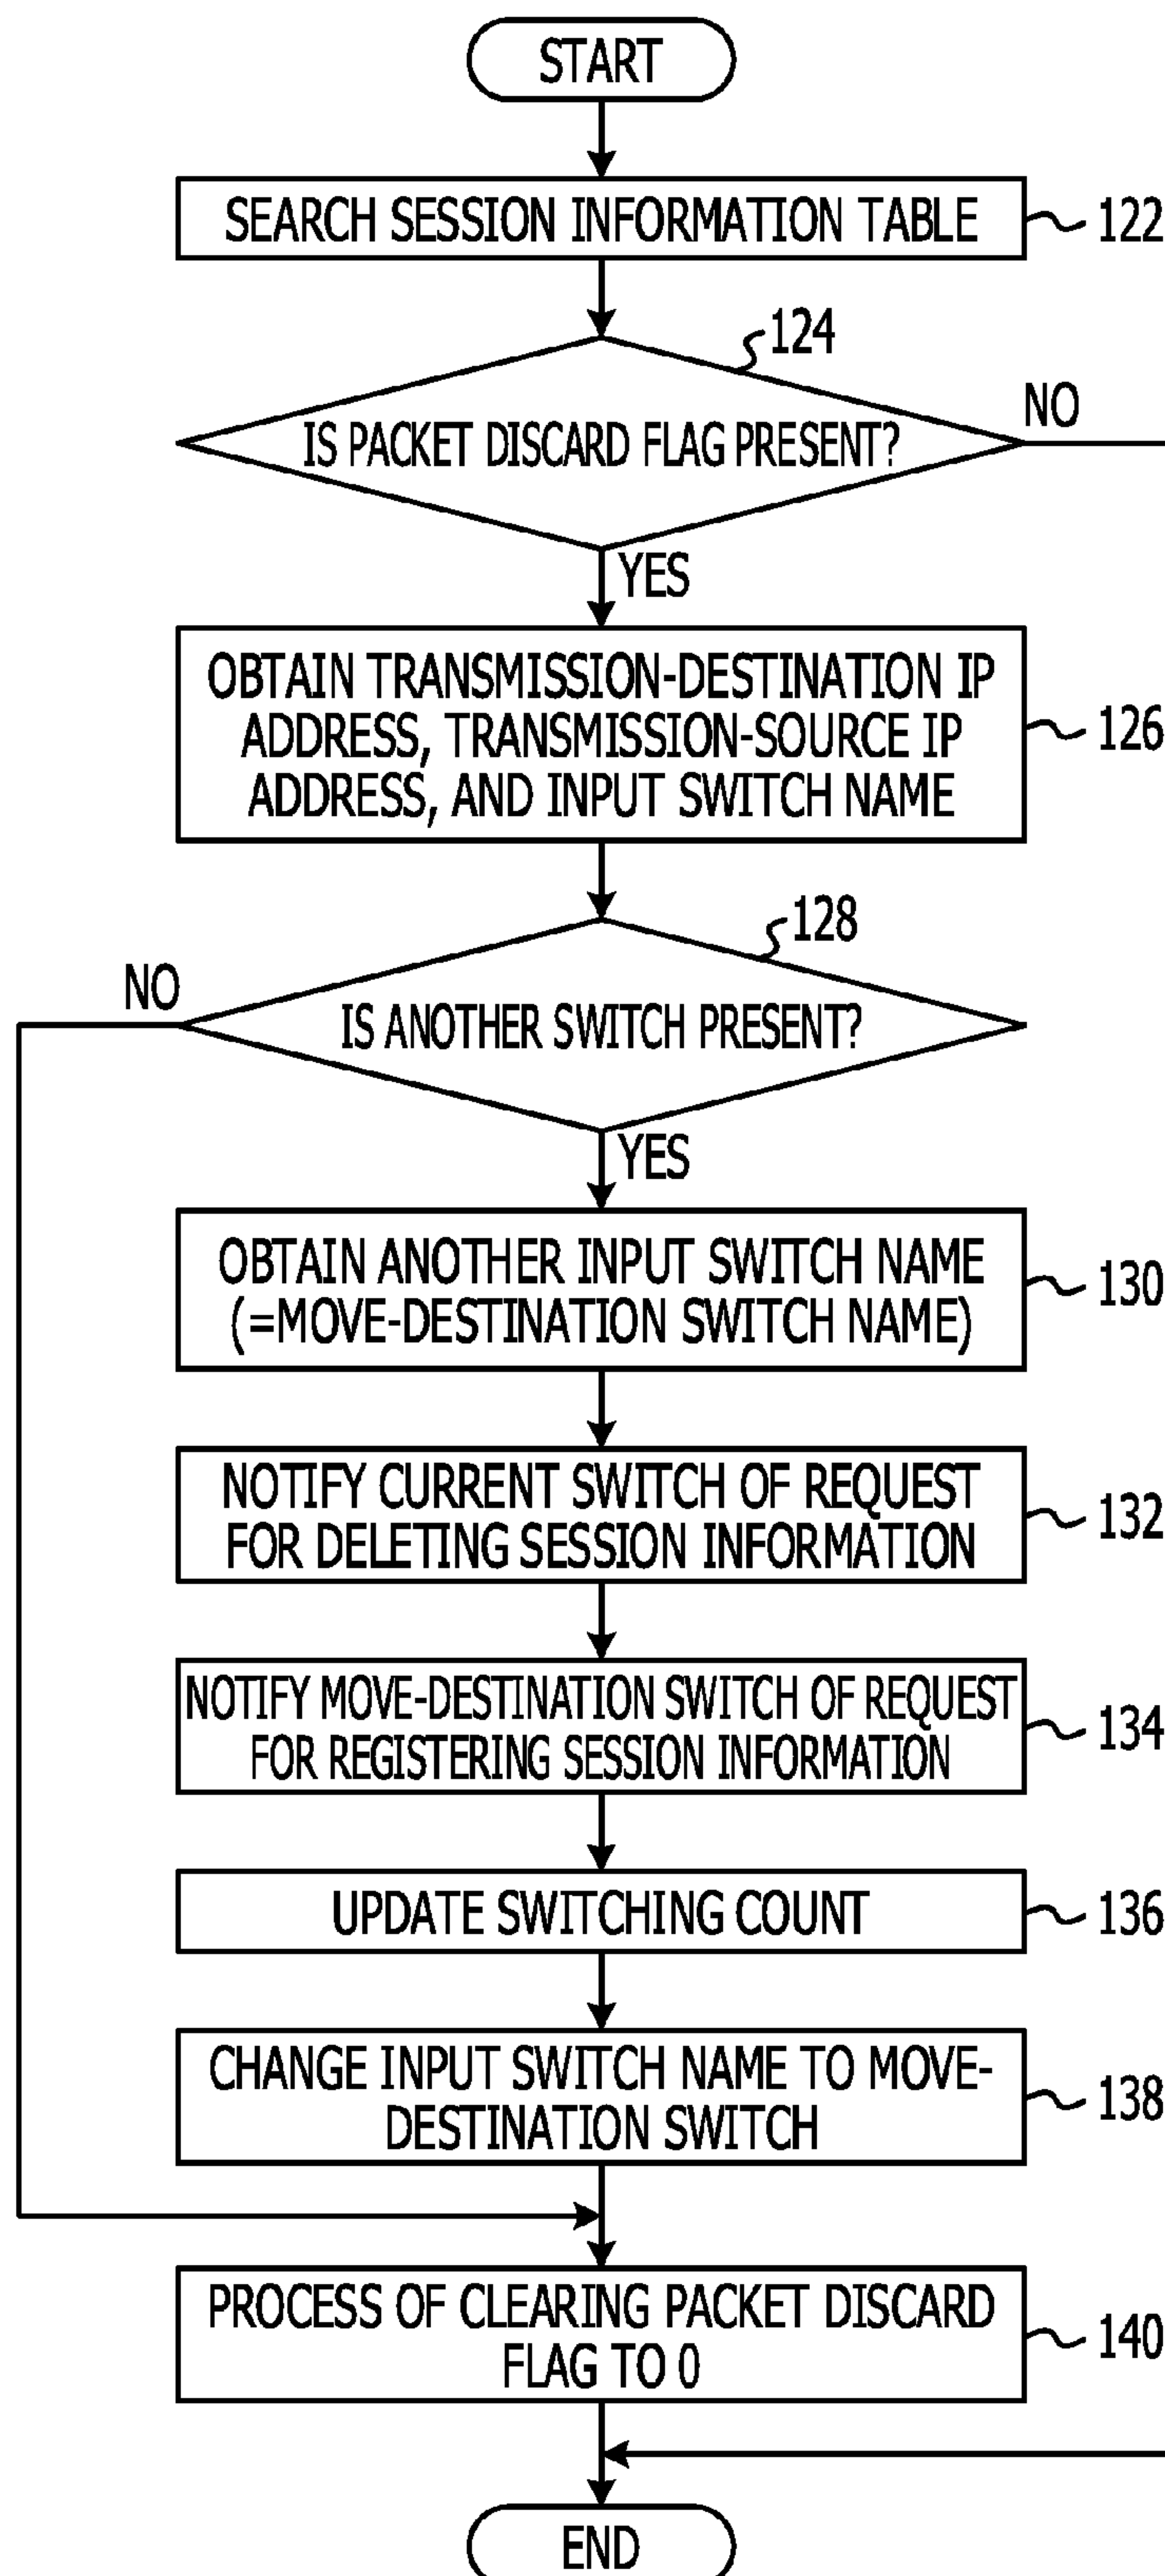 START
SEARCH SESSION INFORMATION TABLE
122
124
IS PACKET DISCARD FLAG PRESENT?
NO
YES
OBTAIN TRANSMISSION-DESTINATION IP
ADDRESS, TRANSMISSION-SOURCE IP
ADDRESS, AND INPUT SWITCH NAME
126
128
NO
IS ANOTHER SWITCH PRESENT?
YES
OBTAIN ANOTHER INPUT SWITCH NAME
(=MOVE-DESTINATION SWITCH NAME)
130
NOTIFY CURRENT SWITCH OF REQUEST
FOR DELETING SESSION INFORMATION
132
NOTIFY MOVE-DESTINATION SWITCH OF REQUEST
FOR REGISTERING SESSION INFORMATION
134
UPDATE SWITCHING COUNT
136
CHANGE INPUT SWITCH NAME TO MOVE-
DESTINATION SWITCH
138
PROCESS OF CLEARING PACKET DISCARD
FLAG TO 0
140
END